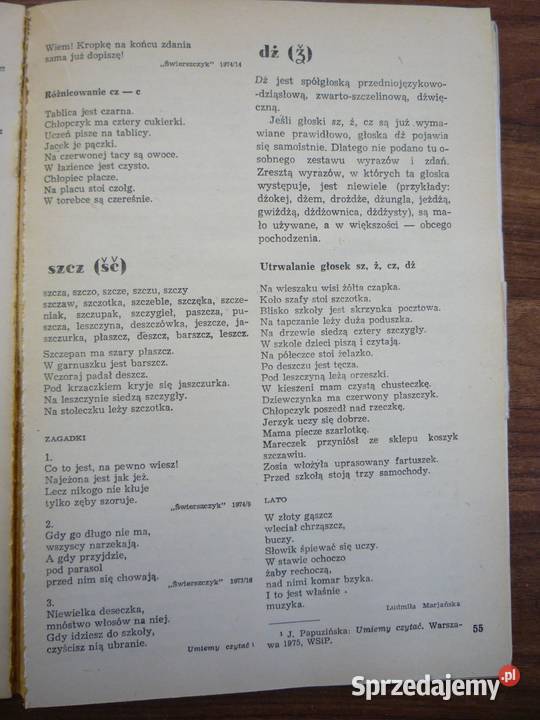 Wiem! Kropkę na końcu zdania
sama już dopiszę!
„Świerszczyk" 1974/14
Różnicowanie cz — c
Tablica jest czarna.
Chłopczyk ma cztery cukierki.
Uczeń pisze na tablicy.
Jacek je pączki.
Na czerwonej tacy są owoce.
W łazience jest czysto.
Chłopiec płacze.
Na placu stoi czołg.
W torebce są czereśnie.
szcz (šč)
szcza, szczo, szcze, szczu, szczy
szczaw, szczotka, szczeble, szczęka, szcze-
niak, szczupak, szczygieł, paszcza, pu-
szcza, leszczyna, deszczówka, jeszcze, ja-
szczurka, płaszcz, deszcz, barszcz, leszcz.
Szczepan ma szary płaszcz.
W garnuszku jest barszcz.
Wczoraj padał deszcz.
Pod krzaczkiem kryje się jaszczurka.
Na leszczynie siedzą szczygły.
Na stołeczku leży szczotka.
ZAGADKI
1.
Co to jest, na pewno wiesz!
Najeżona jest jak jeż.
Lecz nikogo nie kłuje
tylko zęby szoruje.
„Świerszczyk" 1974/5
2.
Gdy go długo nie ma,
wszyscy narzekają.
A gdy przyjdzie,
pod parasol
przed nim się chowają.
„Świerszczyk" 1973/16
3.
Niewielka deseczka,
mnóstwo włosów na niej.
Gdy idziesz do szkoły,
czyścisz nią ubranie.
Umiemy czytać ¹
dż (ǯ)
Dż jest spółgłoską przedniojęzykowo-
-dziąsłową, zwarto-szczelinową, dźwię-
czną.
Jeśli głoski sz, ż, cz są już wyma-
wiane prawidłowo, głoska dż pojawia
się samoistnie. Dlatego nie podano tu o-
sobnego zestawu wyrazów i zdań.
Zresztą wyrazów, w których ta głoska
występuje, jest niewiele (przykłady:
dżokej, dżem, drożdże, dżungla, jeżdżą,
gwiżdżą, dżdżownica, dżdżysty), są ma-
ło używane, a w większości — obcego
pochodzenia.
Utrwalanie głosek sz, ż, cz, dż
Na wieszaku wisi żółta czapka.
Koło szafy stoi szczotka.
Blisko szkoły jest skrzynka pocztowa.
Na tapczanie leży duża poduszka.
Na drzewie siedzą cztery szczygły.
W szkole dzieci piszą i czytają.
Na półeczce stoi żelazko.
Po deszczu jest tęcza.
Pod leszczyną leżą orzeszki.
W kieszeni mam czystą chusteczkę.
Dziewczynka ma czerwony płaszczyk.
Chłopczyk poszedł nad rzeczkę.
Jerzyk uczy się dobrze.
Mama piecze szarlotkę.
Mareczek przyniósł ze sklepu koszyk
szczawiu.
Zosia włożyła uprasowany fartuszek.
Przed szkołą stoją trzy samochody.
LATO
W złoty gąszcz
wleciał chrząszcz,
buczy.
Słowik śpiewać się uczy.
W stawie ochoczo
żaby rechoczą,
nad nimi komar bzyka.
I to jest właśnie
muzyka.
Ludmiła Marjańska
¹ J. Papuzińska: Umiemy czytać. Warsza-
wa 1975, WSiP.
55
Sprzedajemy.pl